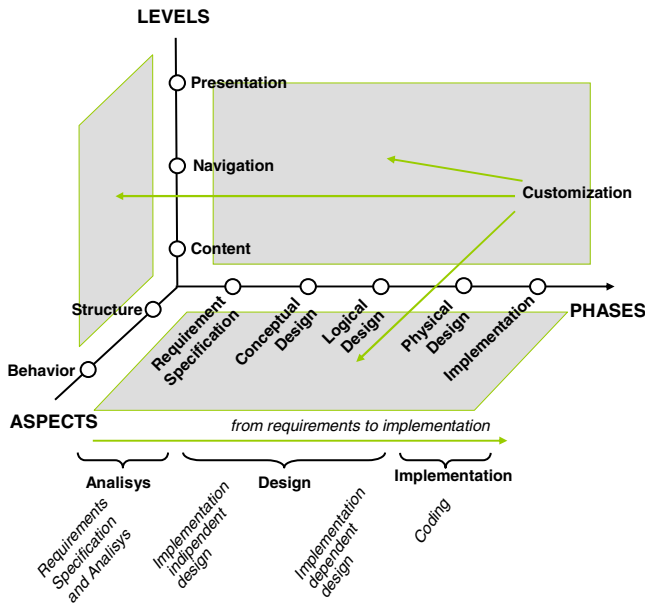 LEVELS
Presentation
Navigation
Customization
Content
Structure
PHASES
Requirement
Specification
Conceptual
Design
Logical
Design
Physical
Design
Implementation
Behavior
ASPECTS
from requirements to implementation
Analisys
Design
Implementation
Requirements
Specification
and Analisys
Implementation
indipendent
design
Implementation
dependent
design
Coding